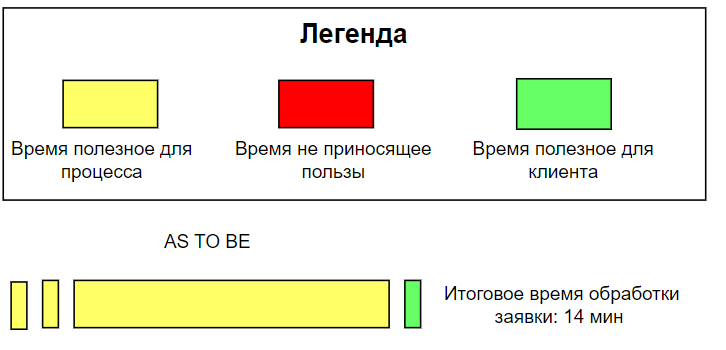 Легенда
Время полезное для
процесса
Время не приносящее
пользы
Время полезное для
клиента
AS TO BE
Итоговое время обработки
заявки: 14 мин